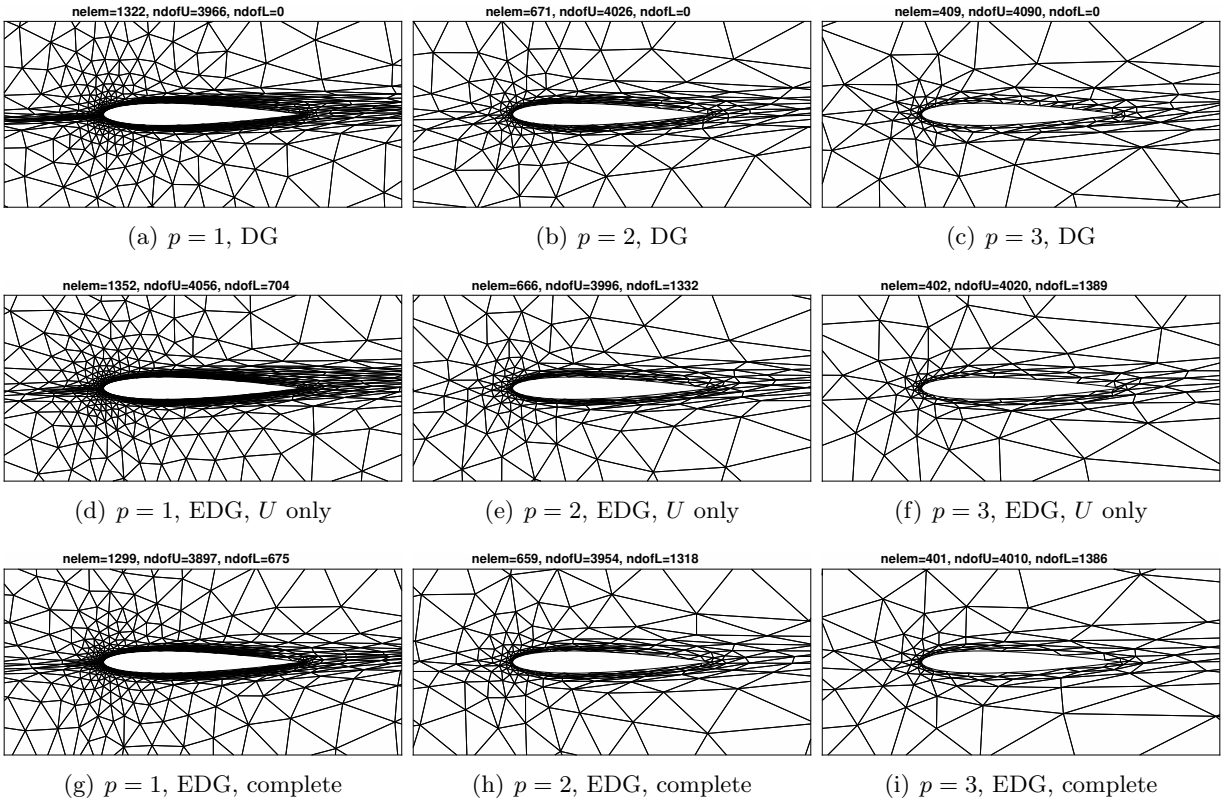 nelem=1322, ndofU=3966, ndofL=0
nelem=671, ndofU=4026, ndofL=0
nelem=409, ndofU=4090, ndofL=0
(a) p = 1, DG
(b) p = 2, DG
(c) p = 3, DG
nelem=1352, ndofU=4056, ndofL=704
nelem=666, ndofU=3996, ndofL=1332
nelem=402, ndofU=4020, ndofL=1389
(d) p = 1, EDG, U only
(e) p = 2, EDG, U only
(f) p = 3, EDG, U only
nelem=1299, ndofU=3897, ndofL=675
nelem=659, ndofU=3954, ndofL=1318
nelem=401, ndofU=4010, ndofL=1386
(g) p = 1, EDG, complete
(h) p = 2, EDG, complete
(i) p = 3, EDG, complete